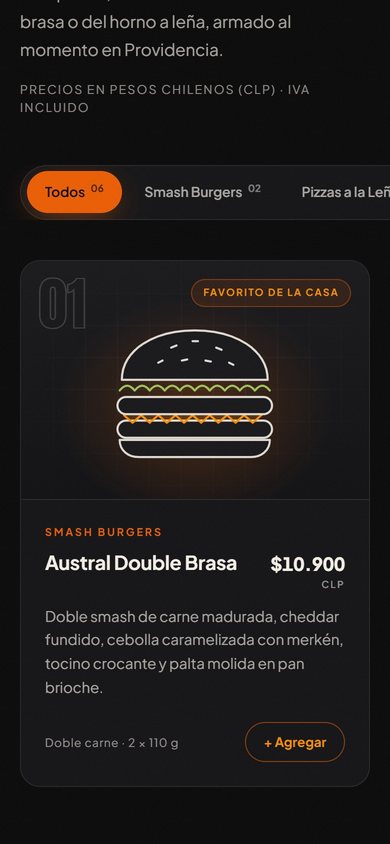 brasa o del horno a leña, armado al
momento en Providencia.
PRECIOS EN PESOS CHILENOS (CLP) · IVA
INCLUIDO
Todos 06
Smash Burgers 02
Pizzas a la Leñ
01
FAVORITO DE LA CASA
SMASH BURGERS
Austral Double Brasa
$10.900
CLP
Doble smash de carne madurada, cheddar
fundido, cebolla caramelizada con merkén,
tocino crocante y palta molida en pan
brioche.
Doble carne · 2 × 110 g
+ Agregar